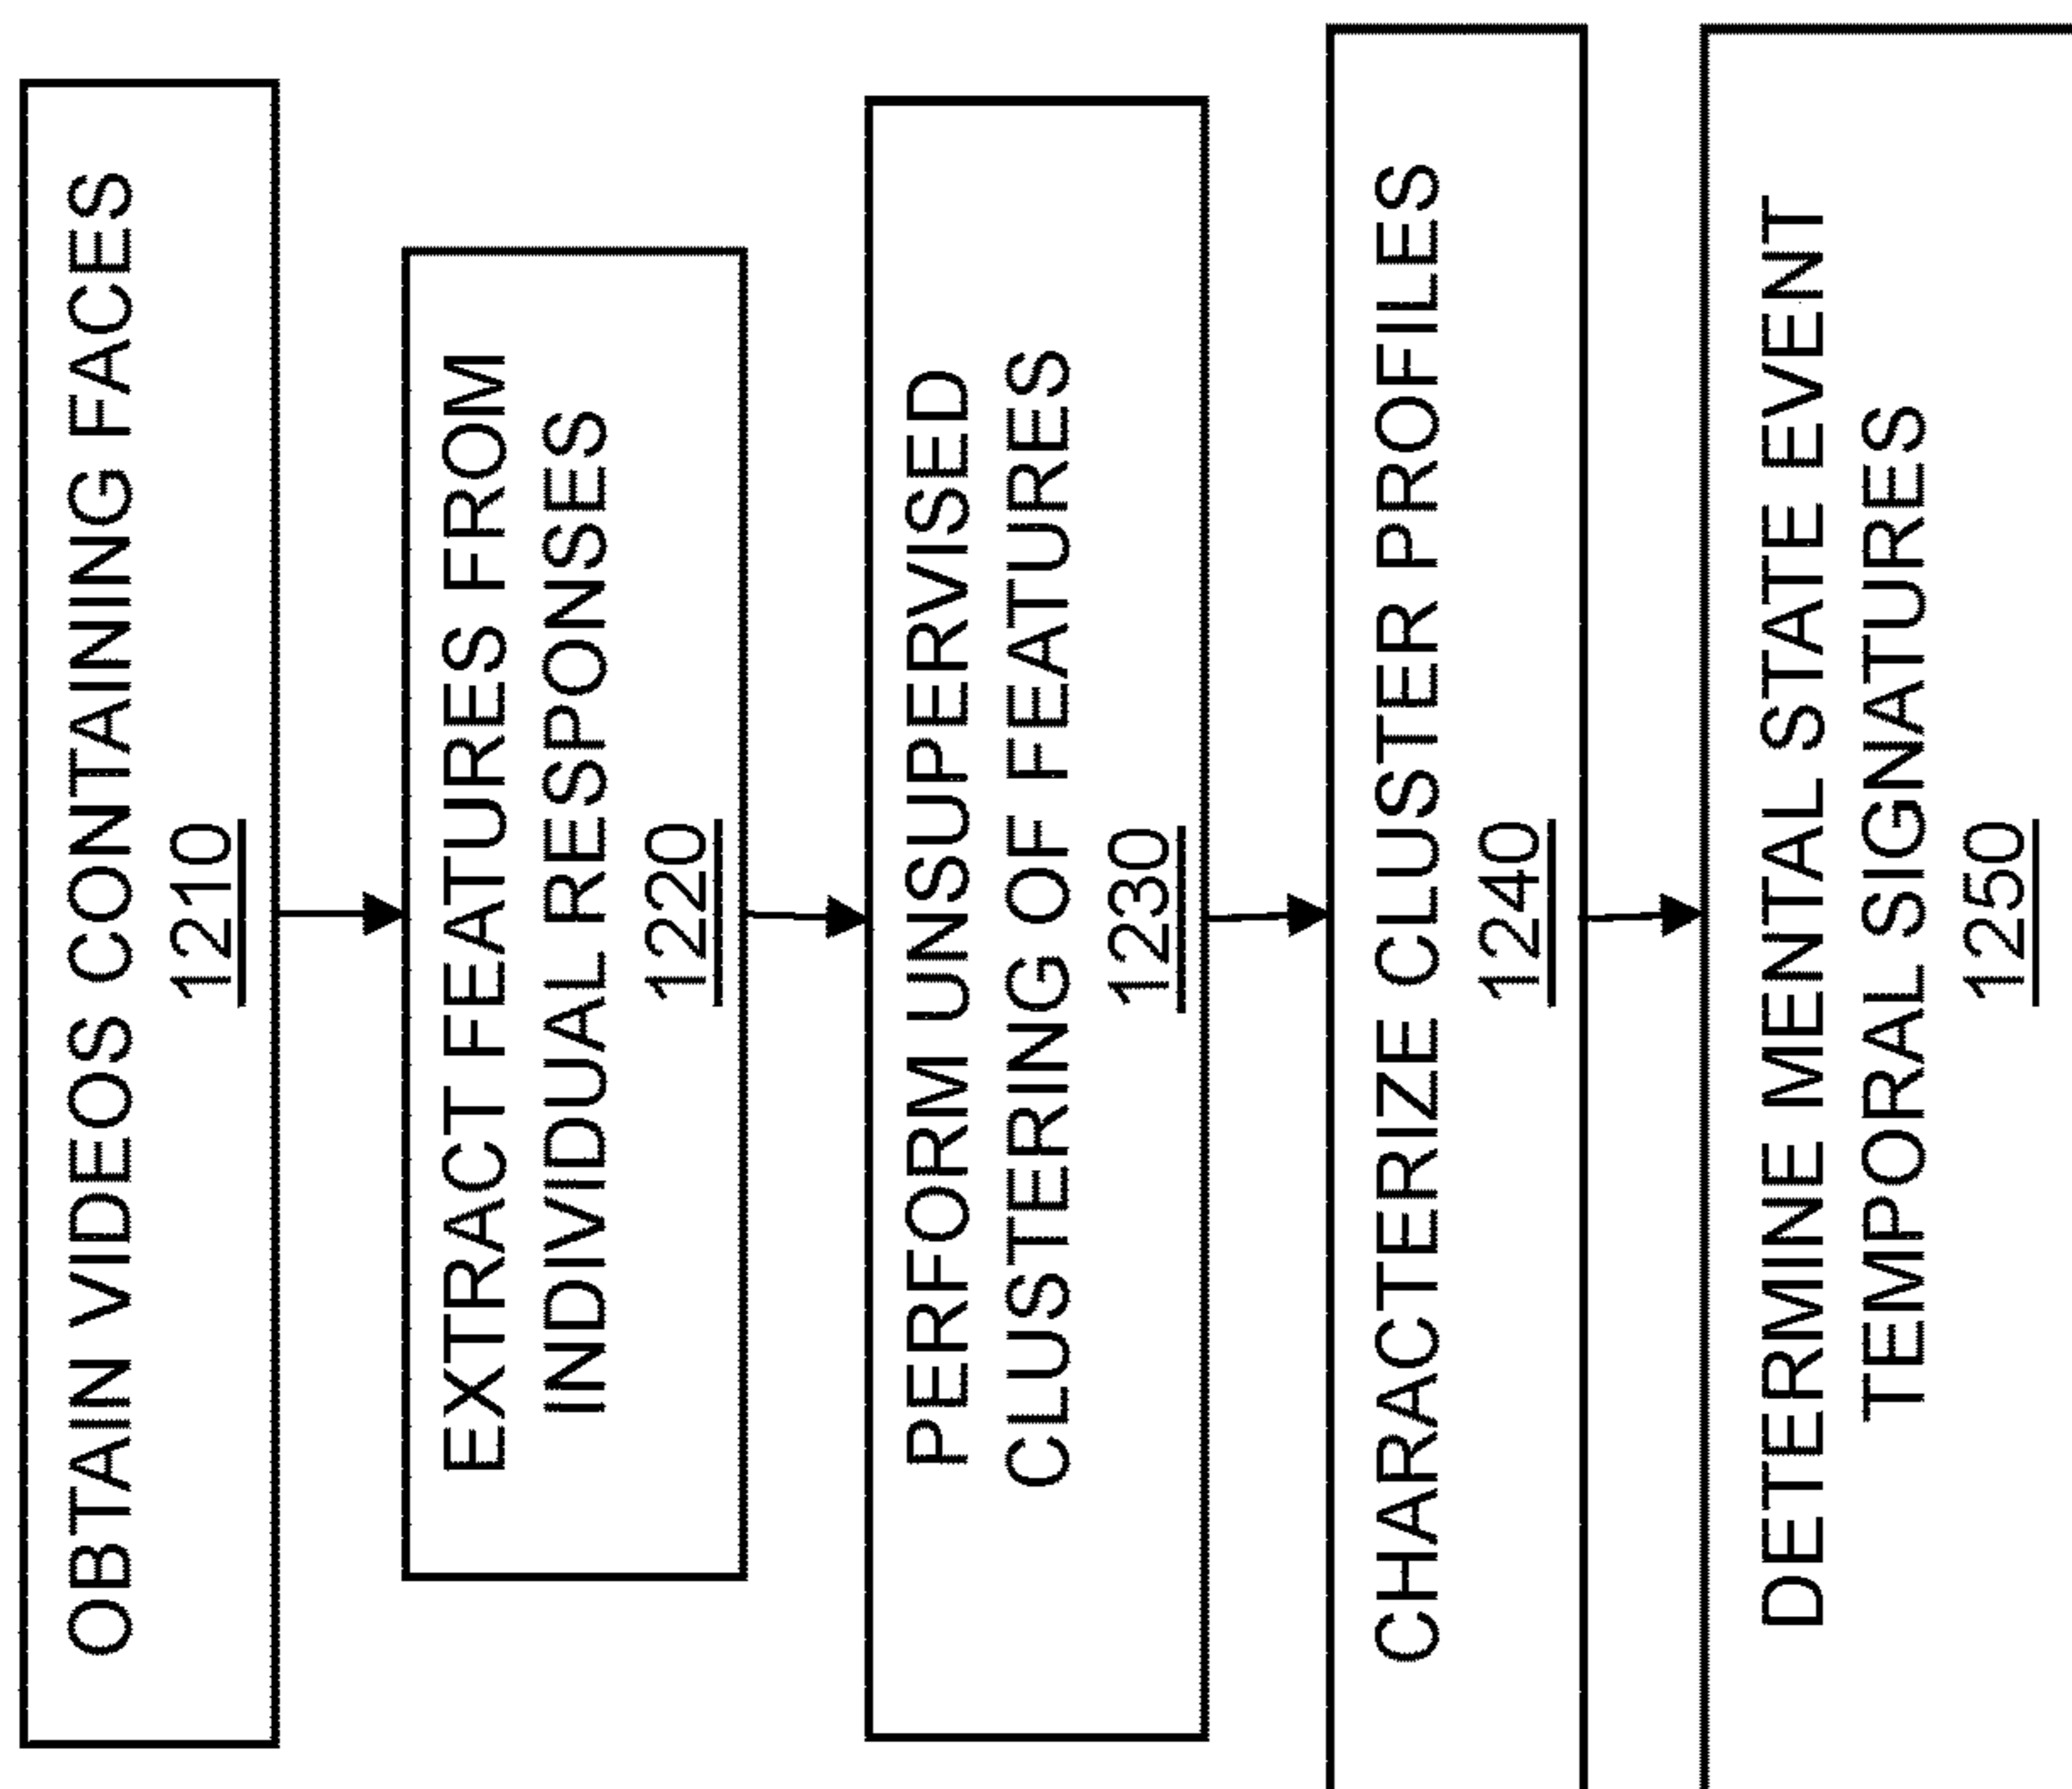 OBTAIN VIDEOS CONTAINING FACES
1210
EXTRACT FEATURES FROM
INDIVIDUAL RESPONSES
1220
PERFORM UNSUPERVISED
CLUSTERING OF FEATURES
1230
CHARACTERIZE CLUSTER PROFILES
1240
DETERMINE MENTAL STATE EVENT
TEMPORAL SIGNATURES
1250